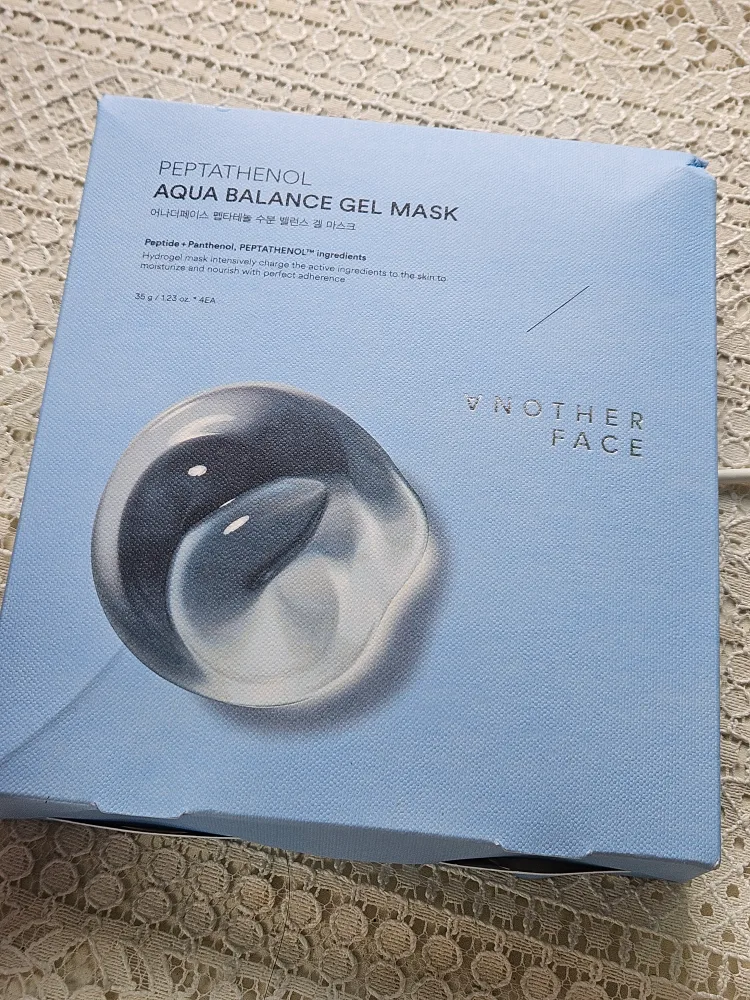 PEPTATHENOL
AQUA BALANCE GEL MASK
어나더페이스 펩타테놀 수분 밸런스 겔 마스크
Peptide + Panthenol, PEPTATHENOL™ ingredients
Hydrogel mask intensively charge the active ingredients to the skin to
moisturize and nourish with perfect adherence
35 g / 1.23 oz. * 4EA
∀NOTHER
FACE